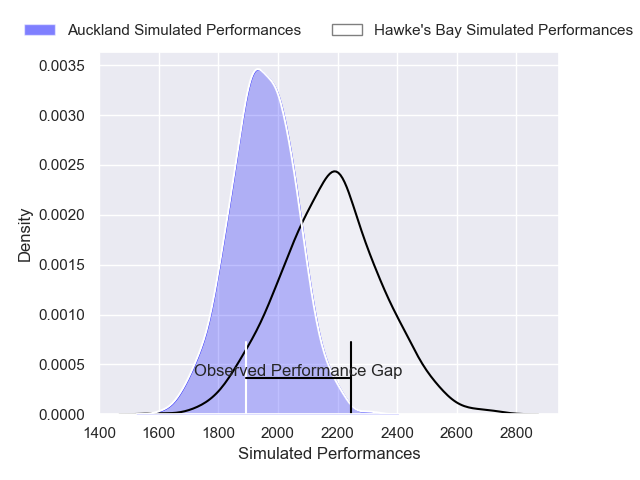 Auckland Simulated Performances
Hawke's Bay Simulated Performances
0.0035
0.0030
0.0025
0.0020
0.0015
0.0010
0.0005
0.0000
Density
Observed Performance Gap
1400 1600 1800 2000 2200 2400 2600 2800
Simulated Performances